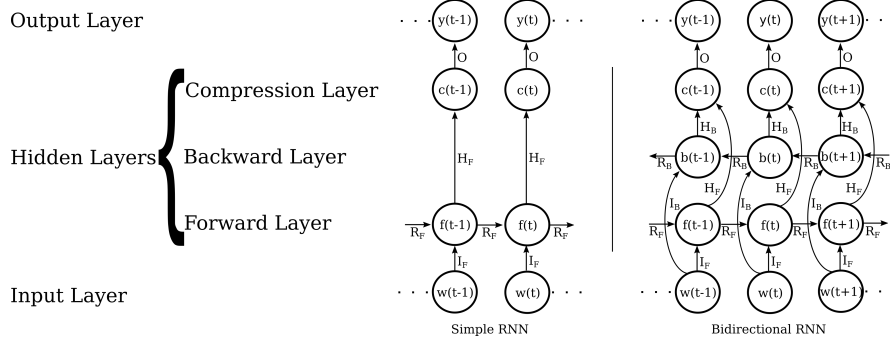 Output Layer . . . y(t-1) y(t) . . . . . . y(t-1) y(t) y(t+1) . .
O O O O O
Compression Layer c(t-1) c(t) c(t-1) c(t) c(t+1)
H_F H_F H_B H_B H_B
Hidden Layers Backward Layer b(t-1) b(t) b(t+1)
R_B R_B R_B R_B
H_F H_F H_F
I_B I_B I_B
Forward Layer f(t-1) f(t) f(t-1) f(t) f(t+1)
R_F R_F R_F R_F R_F R_F R_F
I_F I_F I_F I_F I_F
Input Layer . . . w(t-1) w(t) . . . . . . w(t-1) w(t) w(t+1) . .
Simple RNN Bidirectional RNN